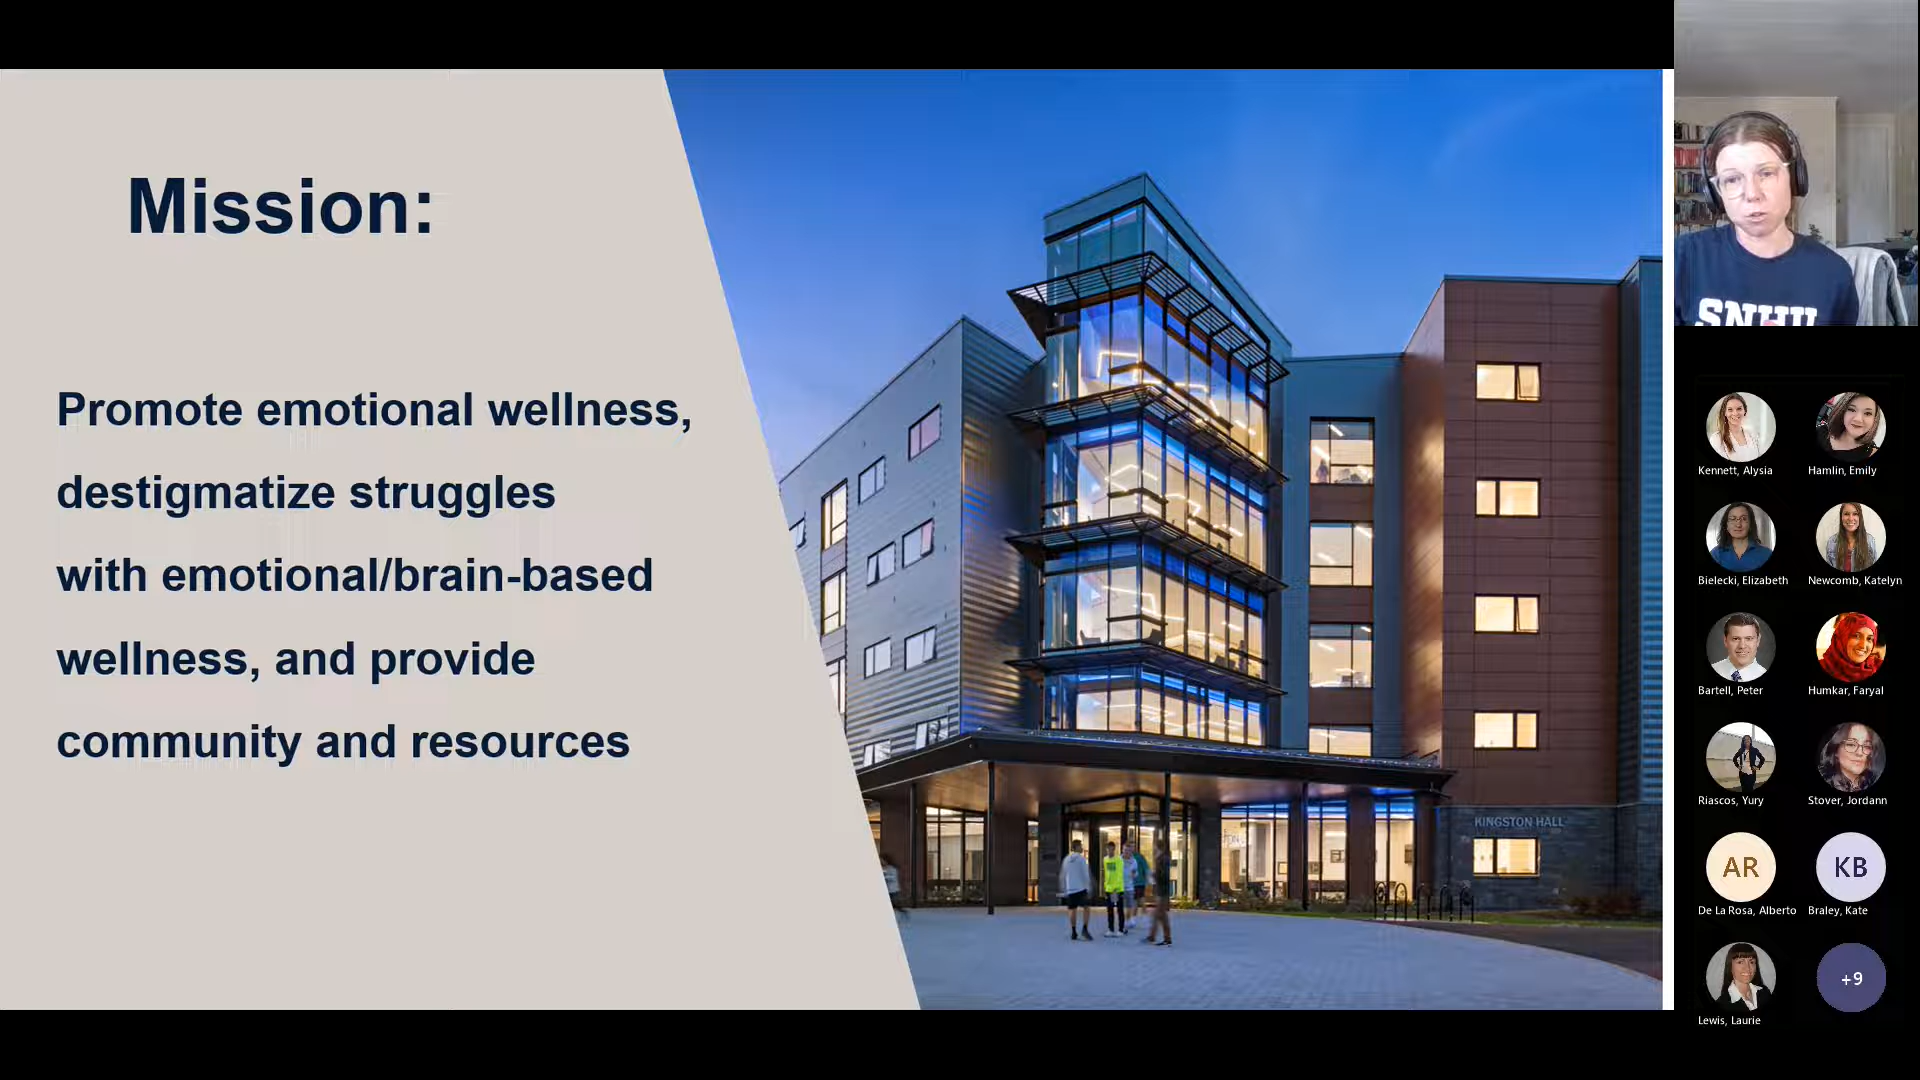 Mission:
Promote emotional wellness,
destigmatize struggles
with emotional/brain-based
wellness, and provide
community and resources
KINGSTON HALL
SNHU
Kennett, Alysia
Hamlin, Emily
Bielecki, Elizabeth
Newcomb, Katelyn
Bartell, Peter
Humkar, Faryal
Riascos, Yury
Stover, Jordann
AR
KB
De La Rosa, Alberto
Braley, Kate
+9
Lewis, Laurie